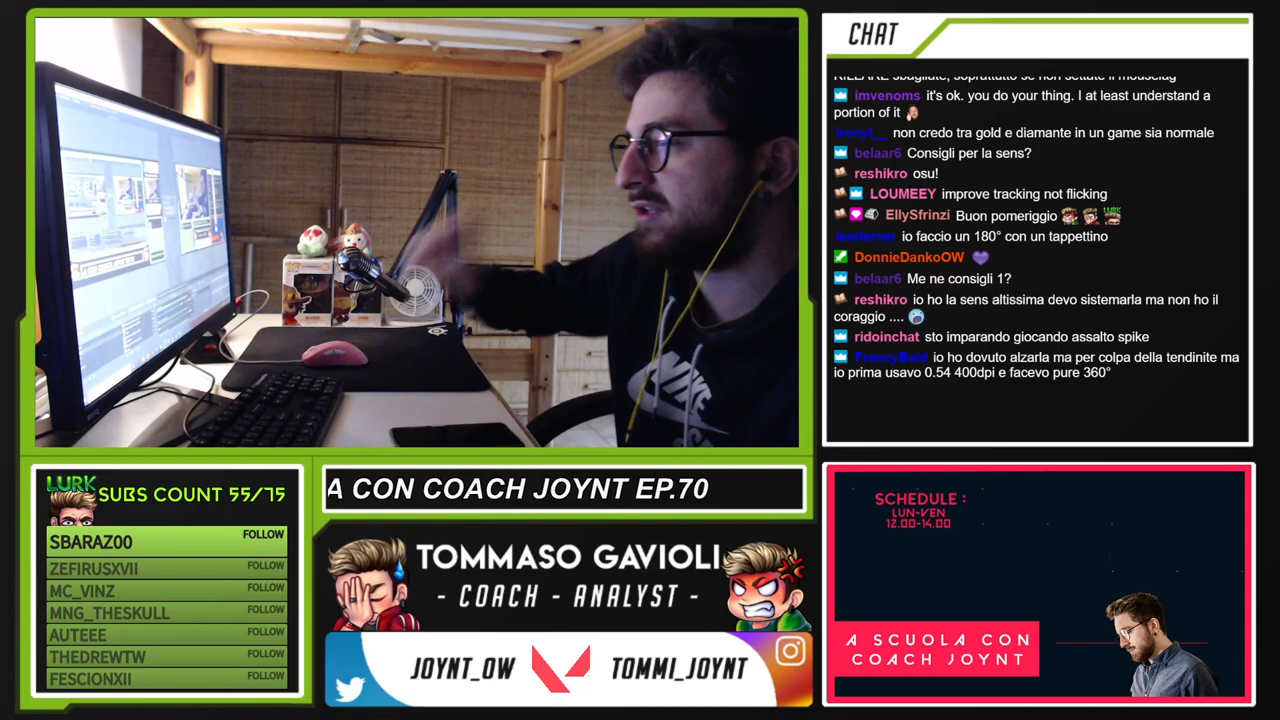 CHAT
imvenoms it's ok. you do your thing. I at least understand a
portion of it
non credo tra gold e diamante in un game sia normale
belaar6 Consigli per la sens?
reshikro osu!
LOUMEEY improve tracking not flicking
EllySfrinzi Buon pomeriggio
LURK
io faccio un 180° con un tappettino
DonnieDankoOW
belaar6 Me ne consigli 1?
reshikro io ho la sens altissima devo sistemarla ma non ho il
coraggio ....
ridoinchat sto imparando giocando assalto spike
FrancyBald io ho dovuto alzarla ma per colpa della tendinite ma
io prima usavo 0.54 400dpi e facevo pure 360°
LURK
SUBS COUNT 55/75
SBARAZ00 FOLLOW
ZEFIRUSXVII FOLLOW
MC_VINZ FOLLOW
MNG_THESKULL FOLLOW
AUTEEE FOLLOW
THEDREWTW FOLLOW
FESCIONXII FOLLOW
A CON COACH JOYNT EP.70
TOMMASO GAVIOLI
- COACH - ANALYST -
JOYNT_OW
TOMMI_JOYNT
SCHEDULE :
LUN-VEN
12.00-14.00
A SCUOLA CON
COACH JOYNT